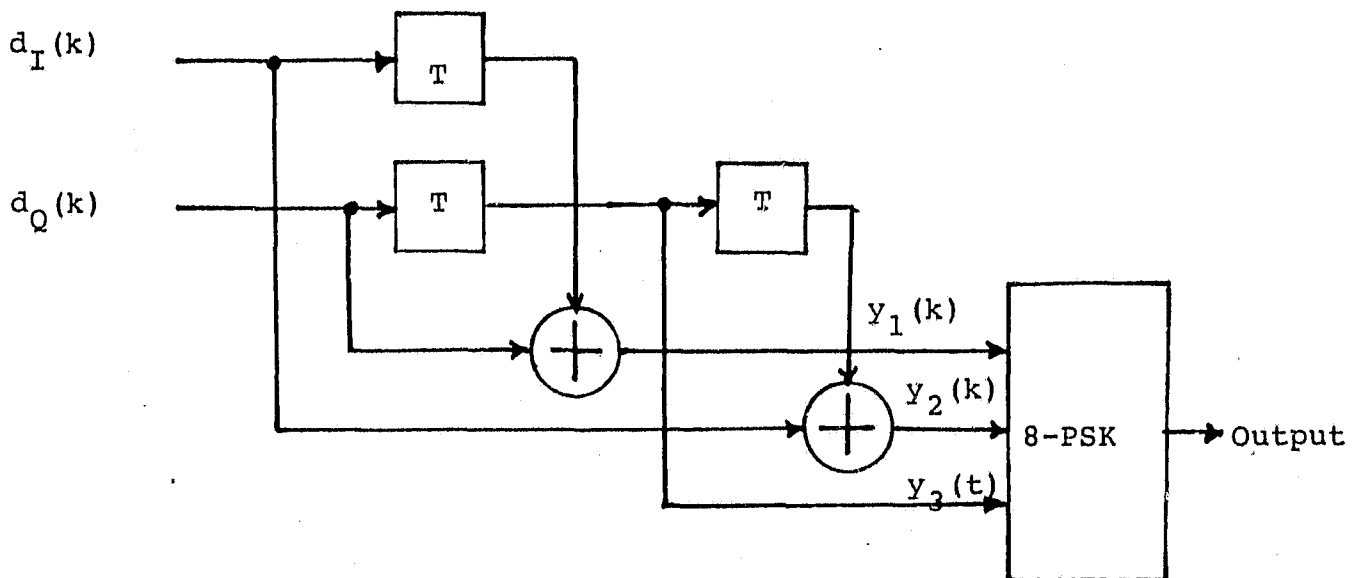 d_I(k)
T
d_Q(k)
T
T
y_1(k)
y_2(k)
8-PSK
Output
y_3(t)